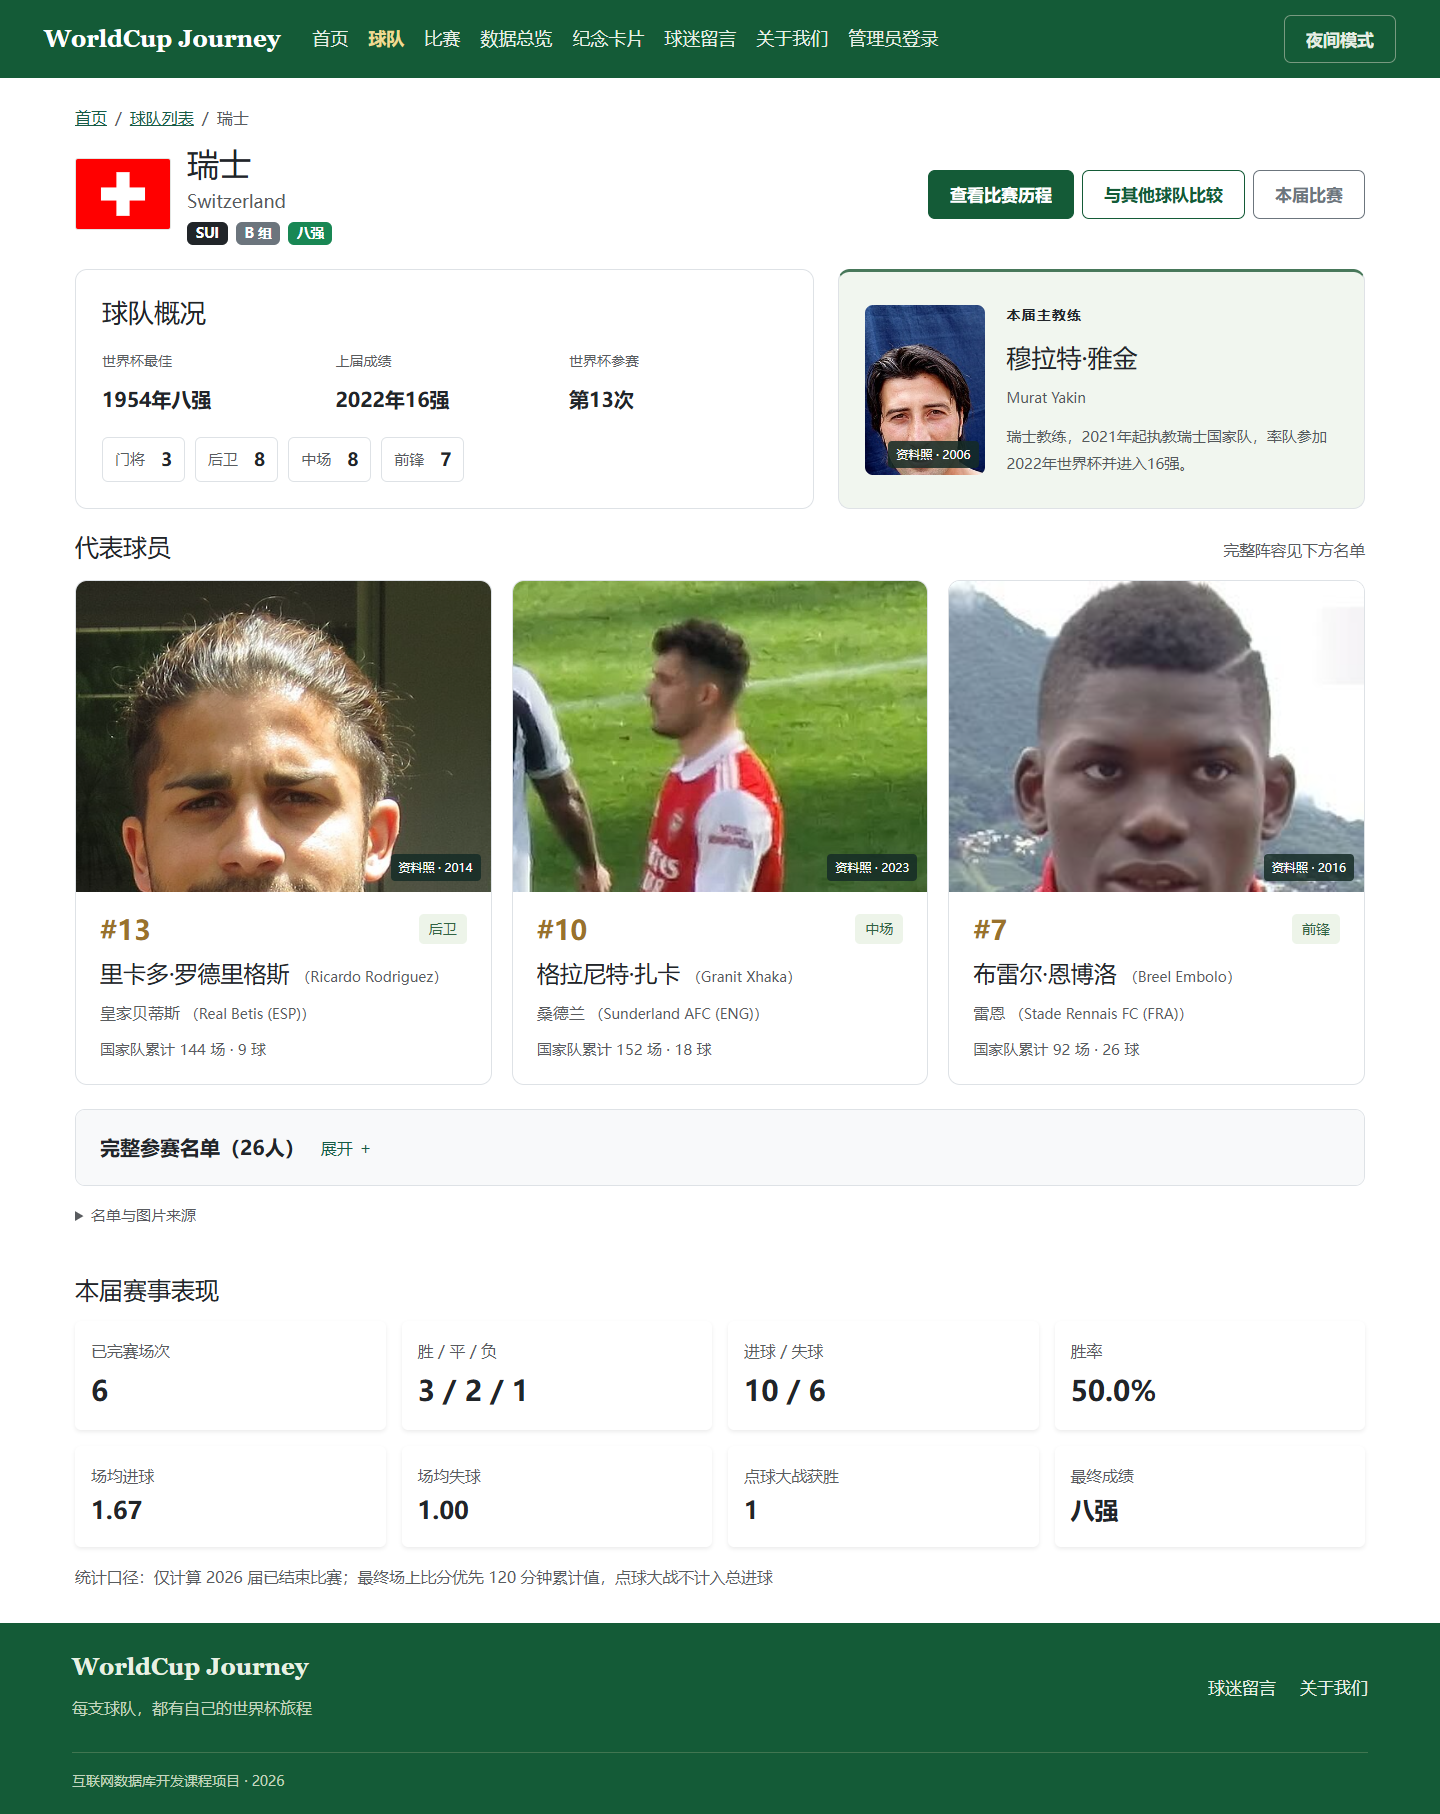 WorldCup Journey 首页 球队 比赛 数据总览 纪念卡片 球迷留言 关于我们 管理员登录 夜间模式
首页 / 球队列表 / 瑞士
瑞士
Switzerland
SUI B 组 八强
查看比赛历程 与其他球队比较 本届比赛
球队概况
世界杯最佳 上届成绩 世界杯参赛
1954年八强 2022年16强 第13次
门将 3 后卫 8 中场 8 前锋 7
资料照 · 2006
本届主教练
穆拉特·雅金
Murat Yakin
瑞士教练，2021年起执教瑞士国家队，率队参加
2022年世界杯并进入16强。
代表球员 完整阵容见下方名单
资料照 · 2014
#13 后卫
里卡多·罗德里格斯 （Ricardo Rodriguez）
皇家贝蒂斯 （Real Betis (ESP)）
国家队累计 144 场 · 9 球
资料照 · 2023
#10 中场
格拉尼特·扎卡 （Granit Xhaka）
桑德兰 （Sunderland AFC (ENG)）
国家队累计 152 场 · 18 球
资料照 · 2016
#7 前锋
布雷尔·恩博洛 （Breel Embolo）
雷恩 （Stade Rennais FC (FRA)）
国家队累计 92 场 · 26 球
完整参赛名单（26人） 展开 +
名单与图片来源
本届赛事表现
已完赛场次 胜 / 平 / 负 进球 / 失球 胜率
6 3 / 2 / 1 10 / 6 50.0%
场均进球 场均失球 点球大战获胜 最终成绩
1.67 1.00 1 八强
统计口径：仅计算 2026 届已结束比赛；最终场上比分优先 120 分钟累计值，点球大战不计入总进球
WorldCup Journey
每支球队，都有自己的世界杯旅程
球迷留言 关于我们
互联网数据库开发课程项目 · 2026